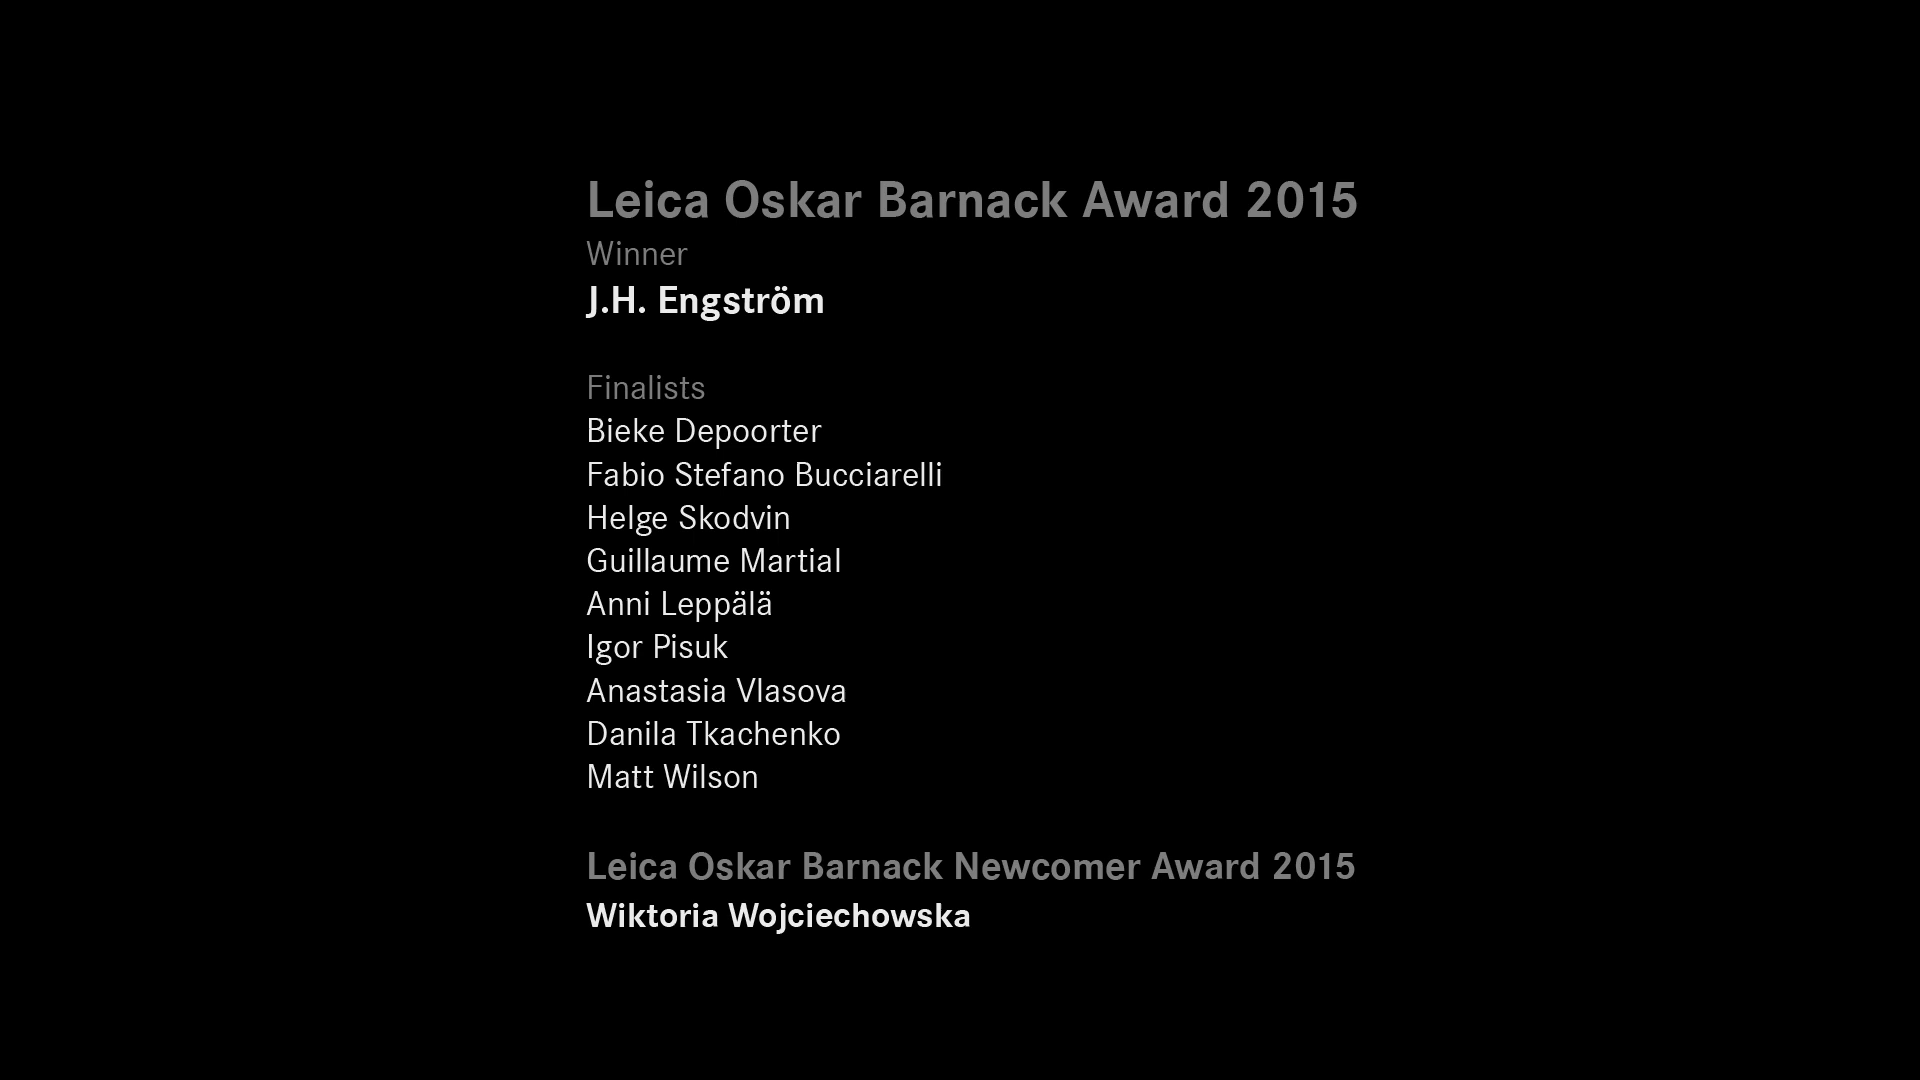 Leica Oskar Barnack Award 2015
Winner
J.H. Engström
Finalists
Bieke Depoorter
Fabio Stefano Bucciarelli
Helge Skodvin
Guillaume Martial
Anni Leppälä
Igor Pisuk
Anastasia Vlasova
Danila Tkachenko
Matt Wilson
Leica Oskar Barnack Newcomer Award 2015
Wiktoria Wojciechowska